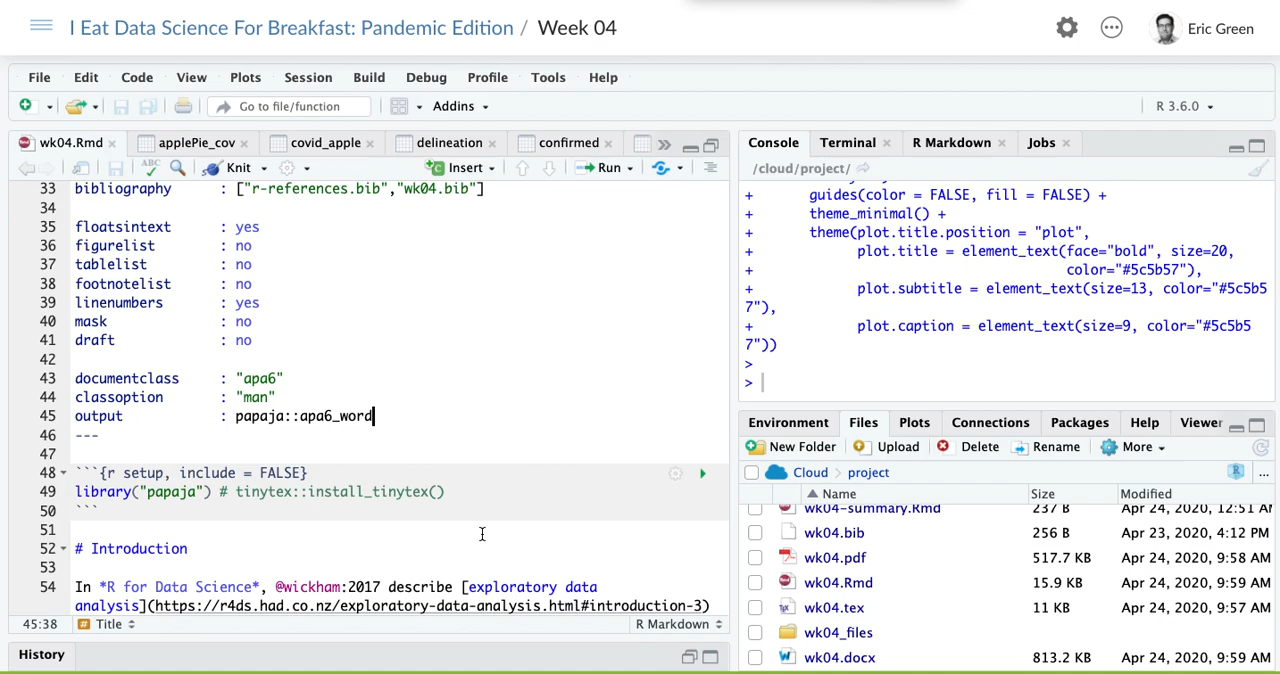 I Eat Data Science For Breakfast: Pandemic Edition / Week 04
Eric Green
File Edit Code View Plots Session Build Debug Profile Tools Help
Go to file/function
Addins
R 3.6.0
wk04.Rmd applePie_cov covid_apple delineation confirmed
ABC Knit Insert Run
33 bibliography : ["r-references.bib","wk04.bib"]
34
35 floatsintext : yes
36 figurelist : no
37 tablelist : no
38 footnotelist : no
39 linenumbers : yes
40 mask : no
41 draft : no
42
43 documentclass : "apa6"
44 classoption : "man"
45 output : papaja::apa6_word
46 ---
47
48 ```{r setup, include = FALSE}
49 library("papaja") # tinytex::install_tinytex()
50 ```
51
52 # Introduction
53
54 In *R for Data Science*, @wickham:2017 describe [exploratory data
analysis](https://r4ds.had.co.nz/exploratory-data-analysis.html#introduction-3)
45:38 # Title R Markdown
History
Console Terminal R Markdown Jobs
/cloud/project/
+ guides(color = FALSE, fill = FALSE) +
+ theme_minimal() +
+ theme(plot.title.position = "plot",
+ plot.title = element_text(face="bold", size=20,
+ color="#5c5b57"),
+ plot.subtitle = element_text(size=13, color="#5c5b5
7"),
+ plot.caption = element_text(size=9, color="#5c5b5
7"))
>
>
Environment Files Plots Connections Packages Help Viewer
New Folder Upload Delete Rename More
Cloud project R ...
Name Size Modified
wk04-summary.Rmd 237 B Apr 24, 2020, 12:51 AM
wk04.bib 256 B Apr 23, 2020, 4:12 PM
wk04.pdf 517.7 KB Apr 24, 2020, 9:58 AM
wk04.Rmd 15.9 KB Apr 24, 2020, 9:59 AM
wk04.tex 11 KB Apr 24, 2020, 9:57 AM
wk04_files
wk04.docx 813.2 KB Apr 24, 2020, 9:59 AM